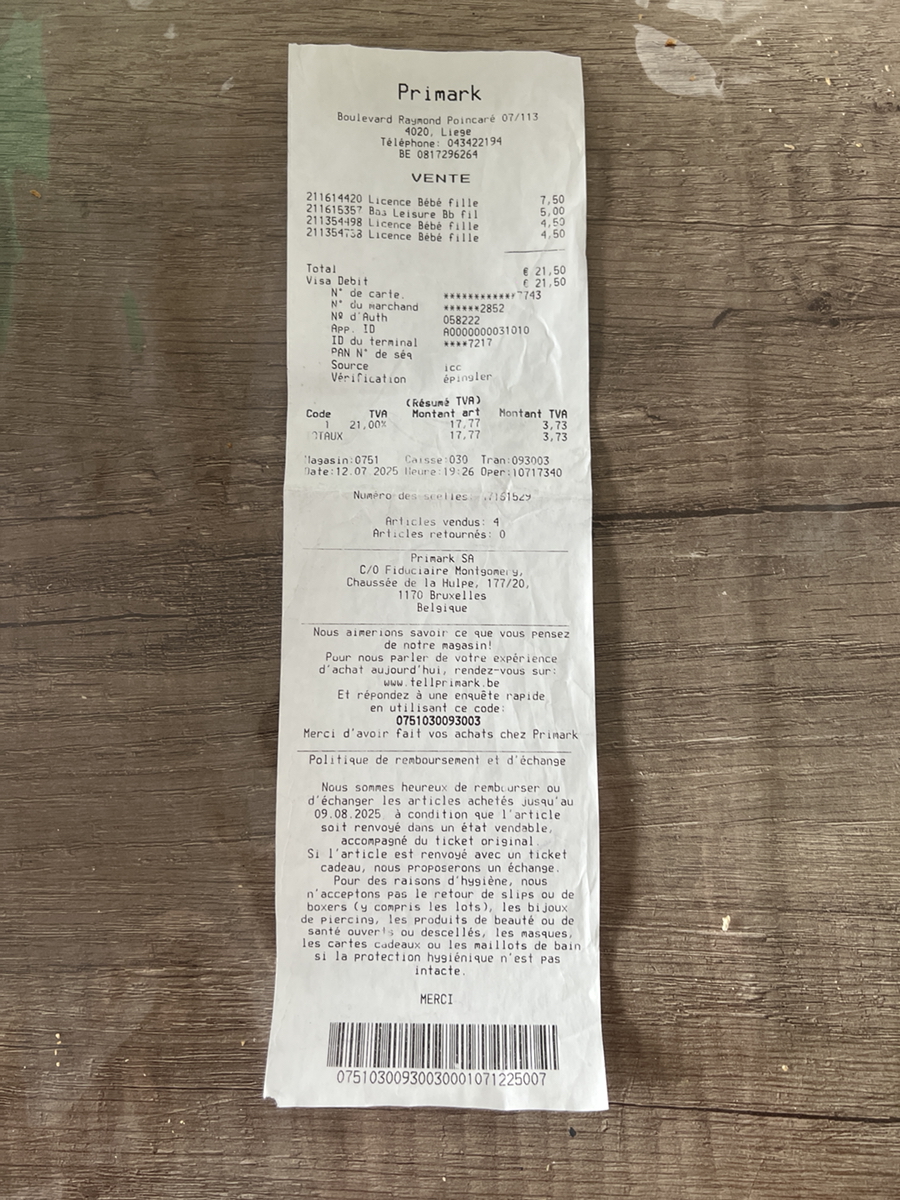 Primark
Boulevard Raymond Poincaré 07/113
4020, Liege
Téléphone: 043422194
BE 0817296264
VENTE
211614420 Licence Bébé fille 7,50
211615357 Bas Leisure Bb fil 5,00
211354498 Licence Bébé fille 4,50
211354738 Licence Bébé fille 4,50
Total € 21,50
Visa Debit € 21,50
N° de carte. 7743
N° du marchand ******2852
Nº d'Auth 058222
App. ID A0000000031010
ID du terminal ****7217
PAN N° de séq
Source icc
Vérification épingler
(Résumé TVA)
Code TVA Montant art Montant TVA
1 21,00% 17,77 3,73
TOTAUX 17,77 3,73
Magasin:0751 Caisse:030 Tran:093003
Date:12.07 2025 Heure:19:26 Oper:10717340
Numéro des scelles:
Articles vendus: 4
Articles retournés: 0
Primark SA
C/O Fiduciaire Montgomery,
Chaussée de la Hulpe, 177/20,
1170 Bruxelles
Belgique
Nous aimerions savoir ce que vous pensez
de notre magasin!
Pour nous parler de votre expérience
d'achat aujourd'hui, rendez-vous sur:
www.tellprimark.be
Et répondez à une enquête rapide
en utilisant ce code:
0751030093003
Merci d'avoir fait vos achats chez Primark
Politique de remboursement et d'échange
Nous sommes heureux de rembourser ou
d'échanger les articles achetés jusqu'au
09.08.2025 à condition que l'article
soit renvoyé dans un état vendable,
accompagné du ticket original.
Si l'article est renvoyé avec un ticket
cadeau, nous proposerons un échange.
Pour des raisons d'hygiène, nous
n'acceptons pas le retour de slips ou de
boxers (y compris les lots), les bijoux
de piercing, les produits de beauté ou de
santé ouverts ou descellés, les masques,
les cartes cadeaux ou les maillots de bain
si la protection hygiénique n'est pas
intacte.
MERCI
07510300930030001071225007